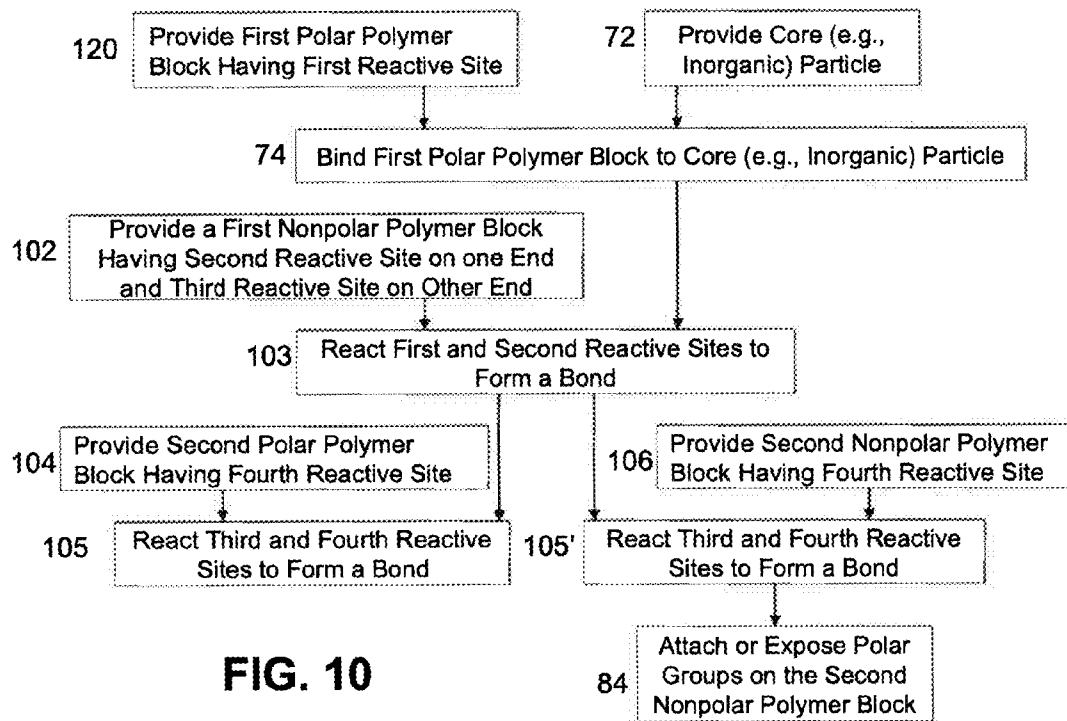 120
Provide First Polar Polymer
Block Having First Reactive Site
72
Provide Core (e.g.,
Inorganic) Particle
74
Bind First Polar Polymer Block to Core (e.g., Inorganic) Particle
102
Provide a First Nonpolar Polymer Block
Having Second Reactive Site on one End
and Third Reactive Site on Other End
103
React First and Second Reactive Sites to
Form a Bond
104
Provide Second Polar Polymer
Block Having Fourth Reactive Site
106
Provide Second Nonpolar Polymer
Block Having Fourth Reactive Site
105
React Third and Fourth Reactive
Sites to Form a Bond
105'
React Third and Fourth Reactive
Sites to Form a Bond
84
Attach or Expose Polar
Groups on the Second
Nonpolar Polymer Block
FIG. 10